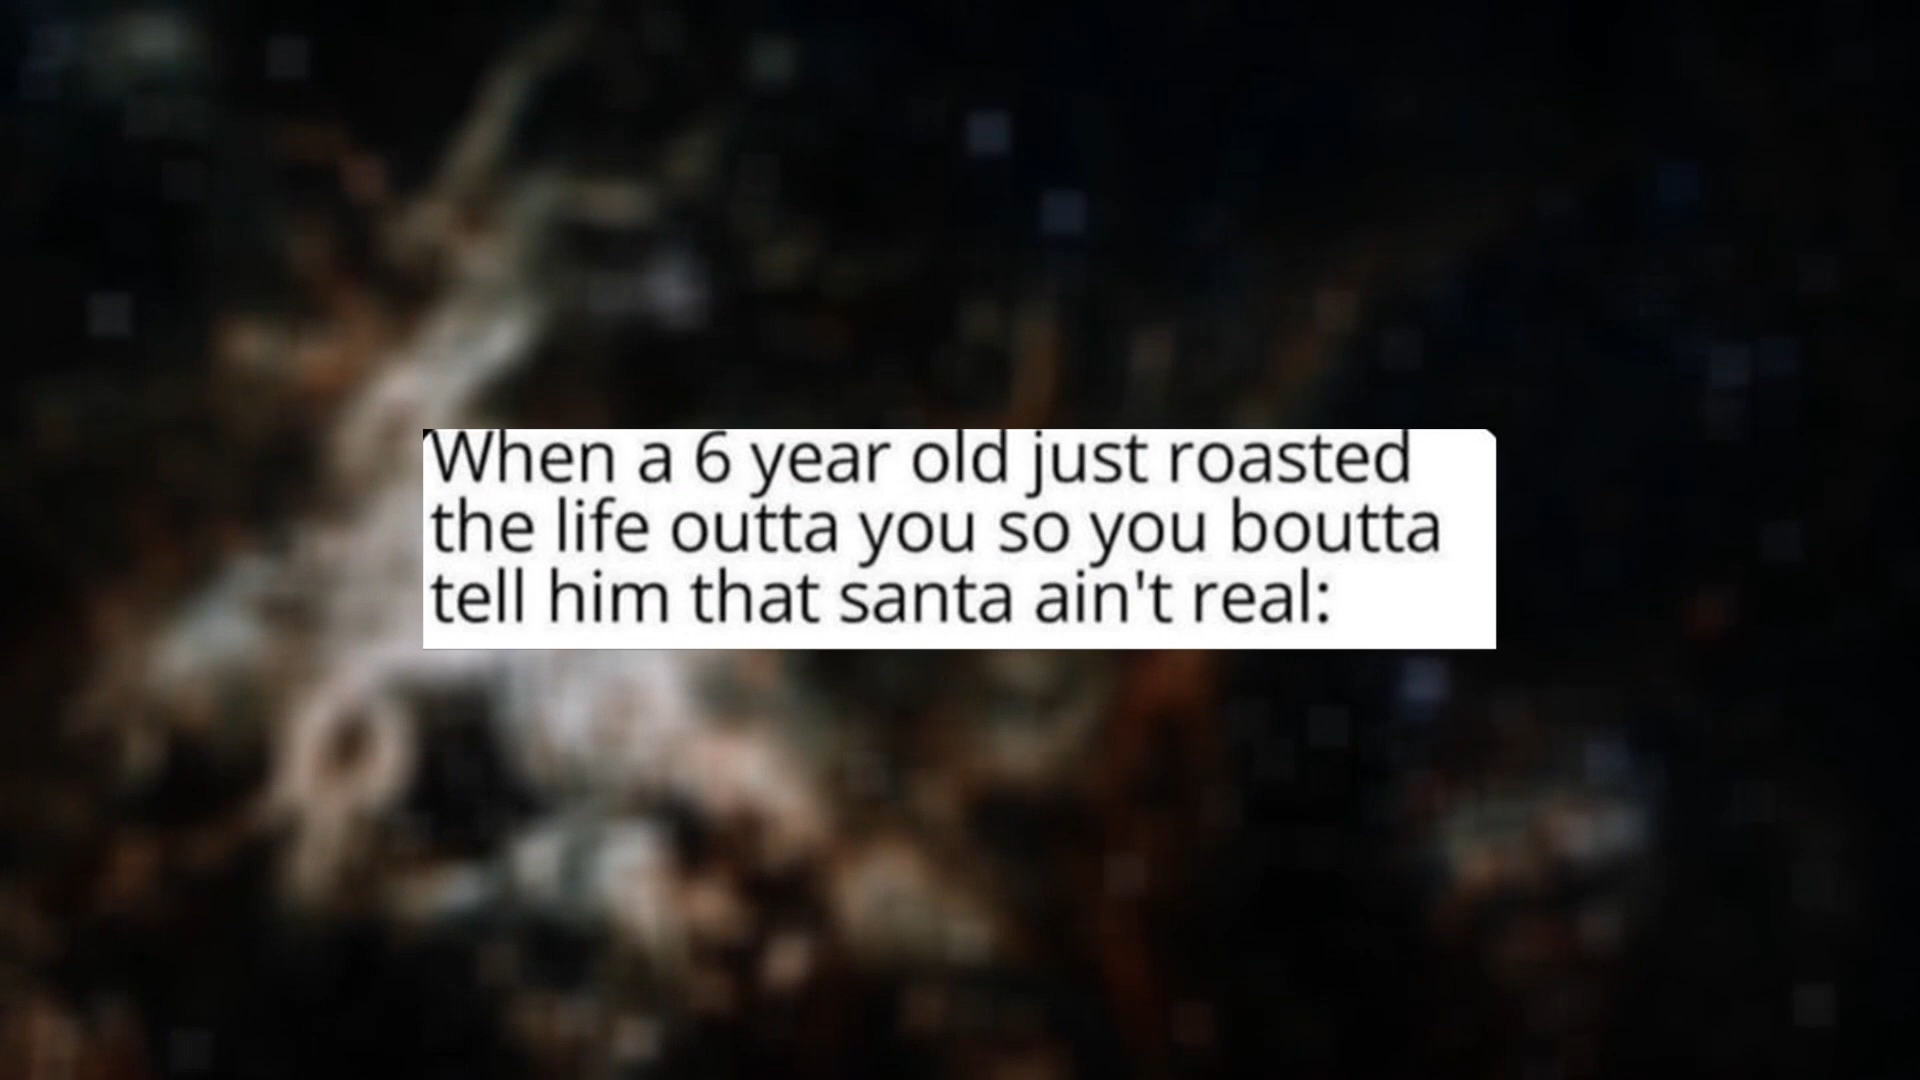 When a 6 year old just roasted
the life outta you so you boutta
tell him that santa ain't real: